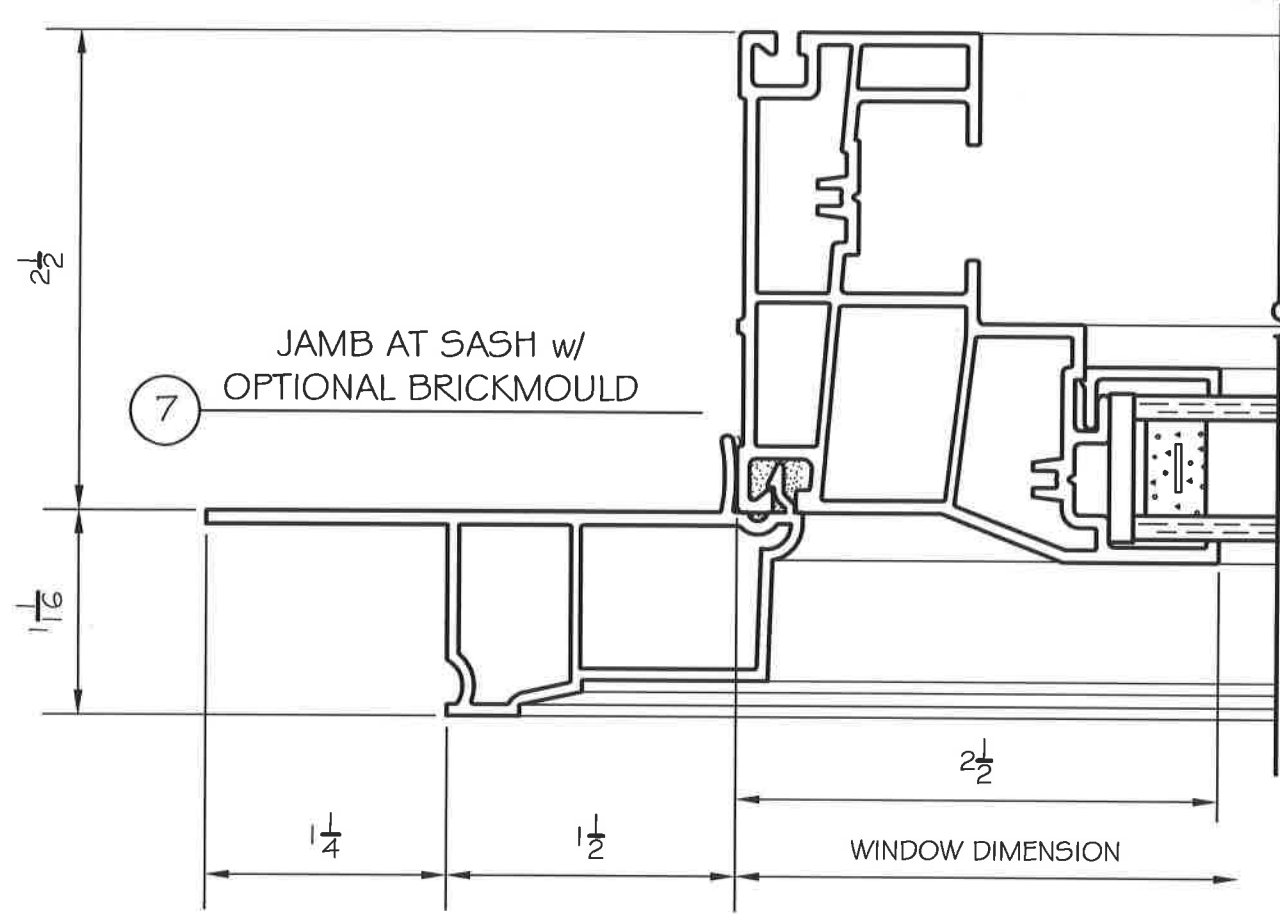 2 1/2
JAMB AT SASH w/
OPTIONAL BRICKMOULD
7
1 1/16
2 1/2
1 1/4
1 1/2
WINDOW DIMENSION